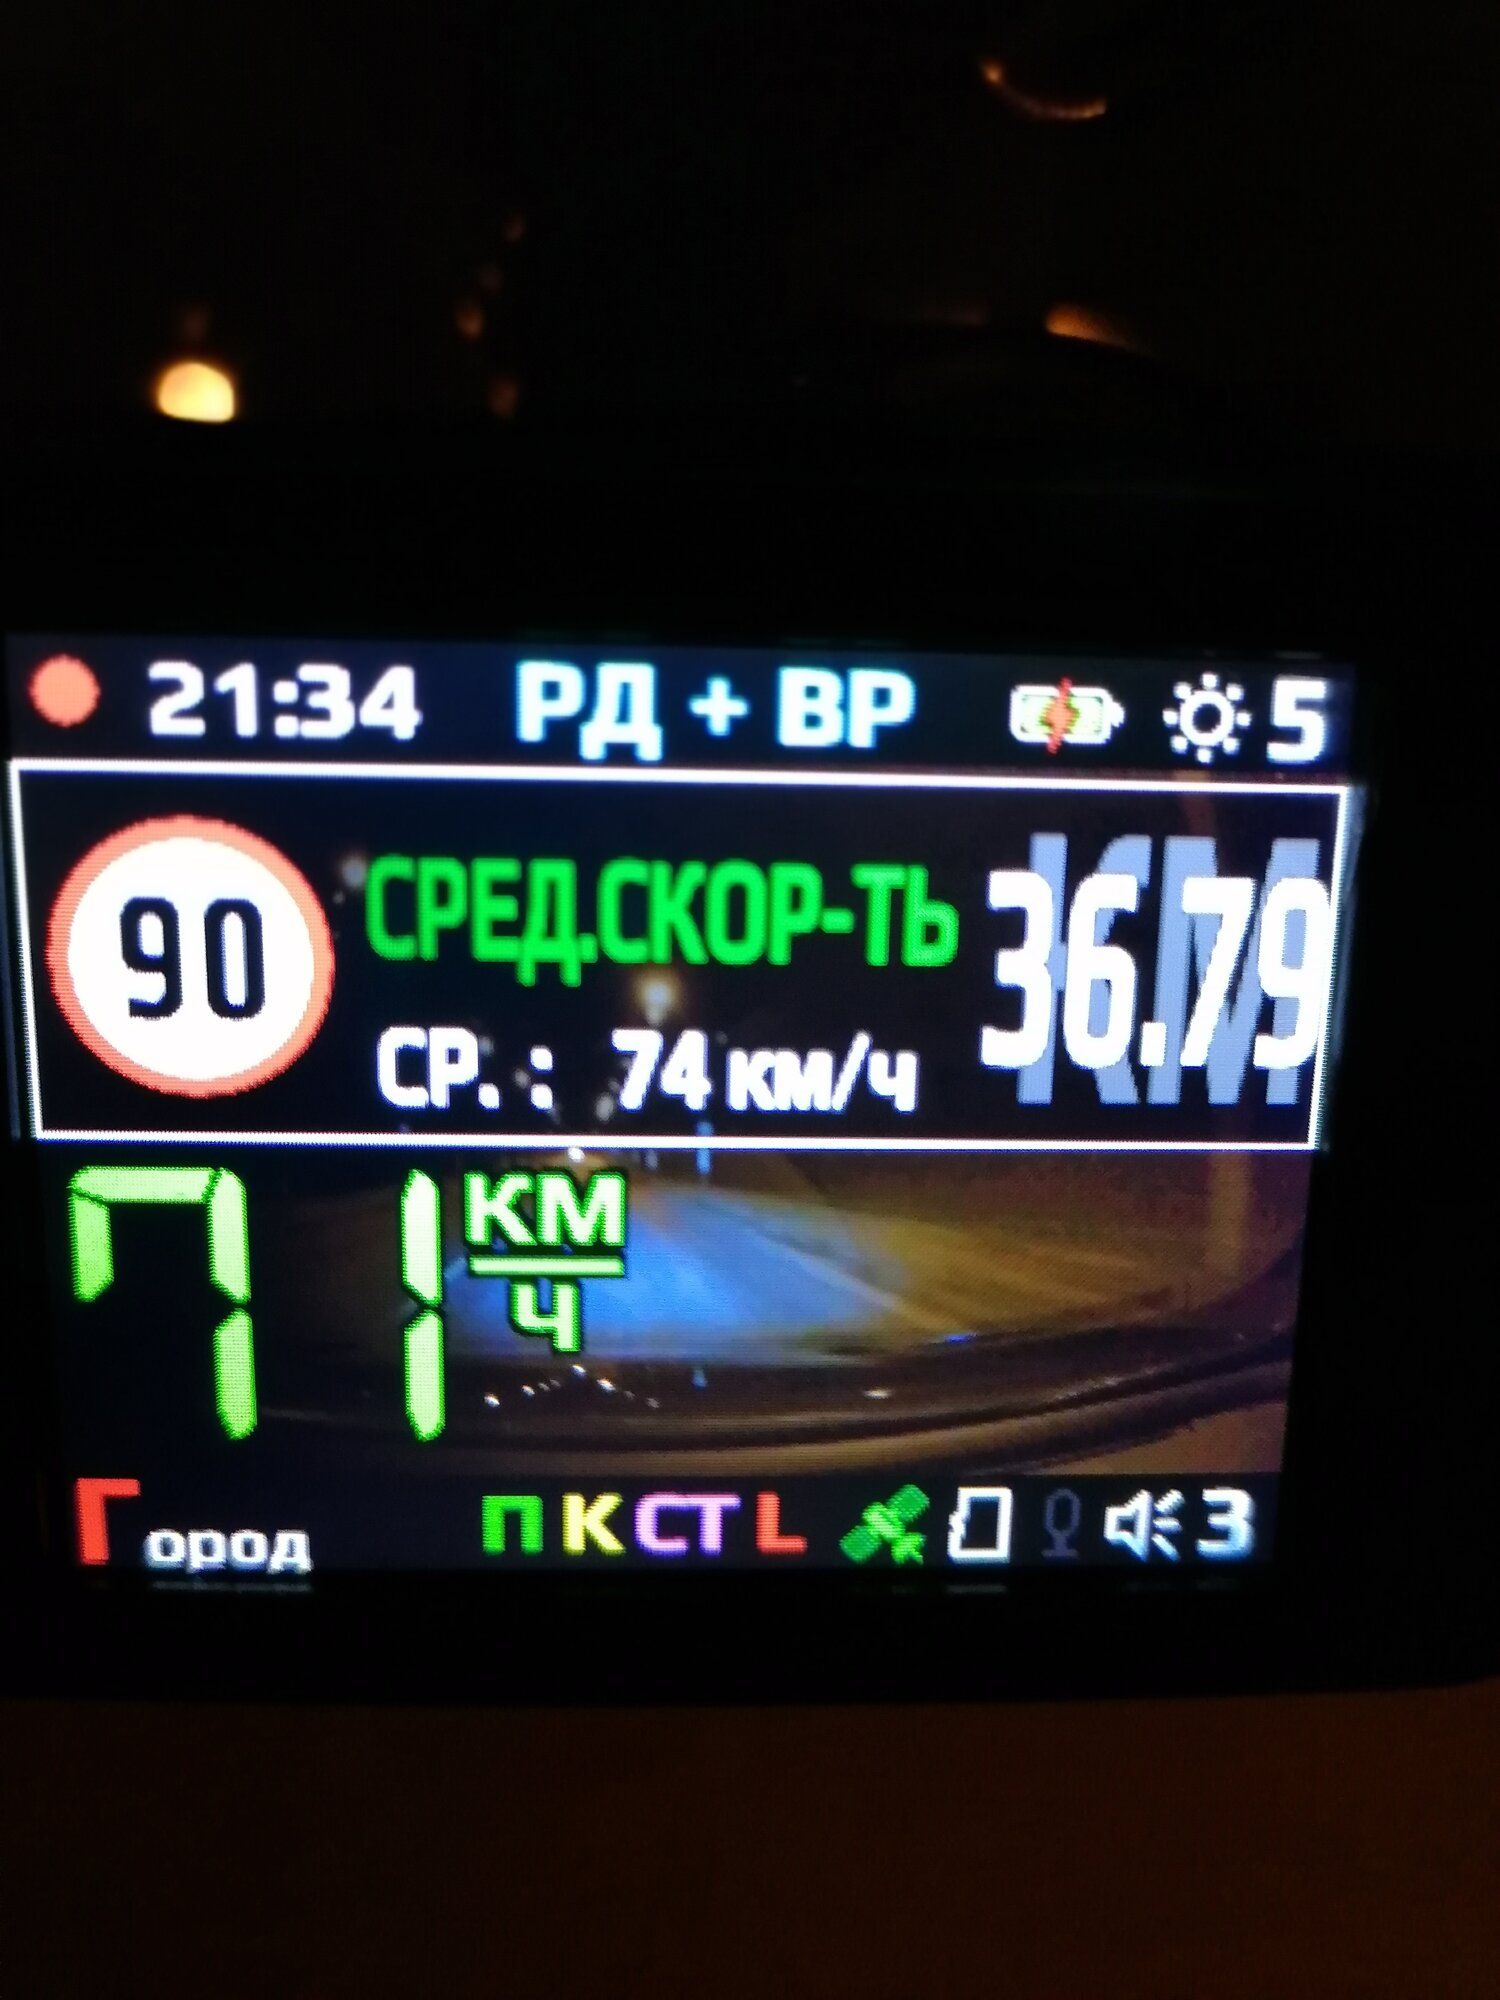 21:34 РД + ВР 5
90 СРЕД.СКОР-ТЬ 36.79 КМ
СР. : 74 км/ч
71 КМ/Ч
Город П К СТ L 3